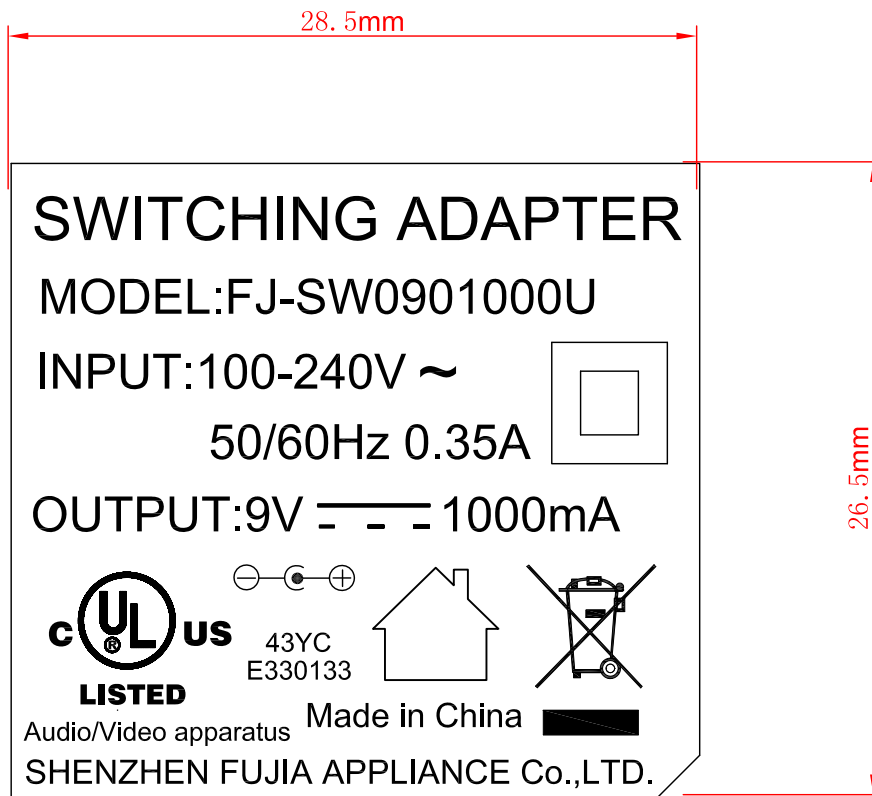 28.5mm
SWITCHING ADAPTER
MODEL:FJ-SW0901000U
INPUT:100-240V ~
50/60Hz 0.35A
OUTPUT:9V 1000mA
26.5mm
C UL US
®
LISTED
43YC
E330133
Audio/Video apparatus
Made in China
SHENZHEN FUJIA APPLIANCE Co.,LTD.